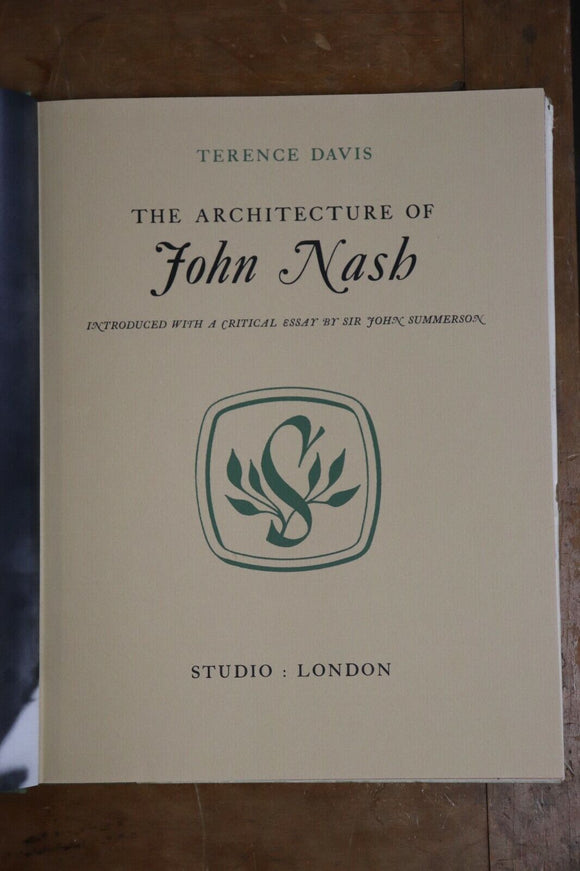 TERENCE DAVIS
THE ARCHITECTURE OF
John Nash
INTRODUCED WITH A CRITICAL ESSAY BY SIR JOHN SUMMERSON
S
STUDIO : LONDON